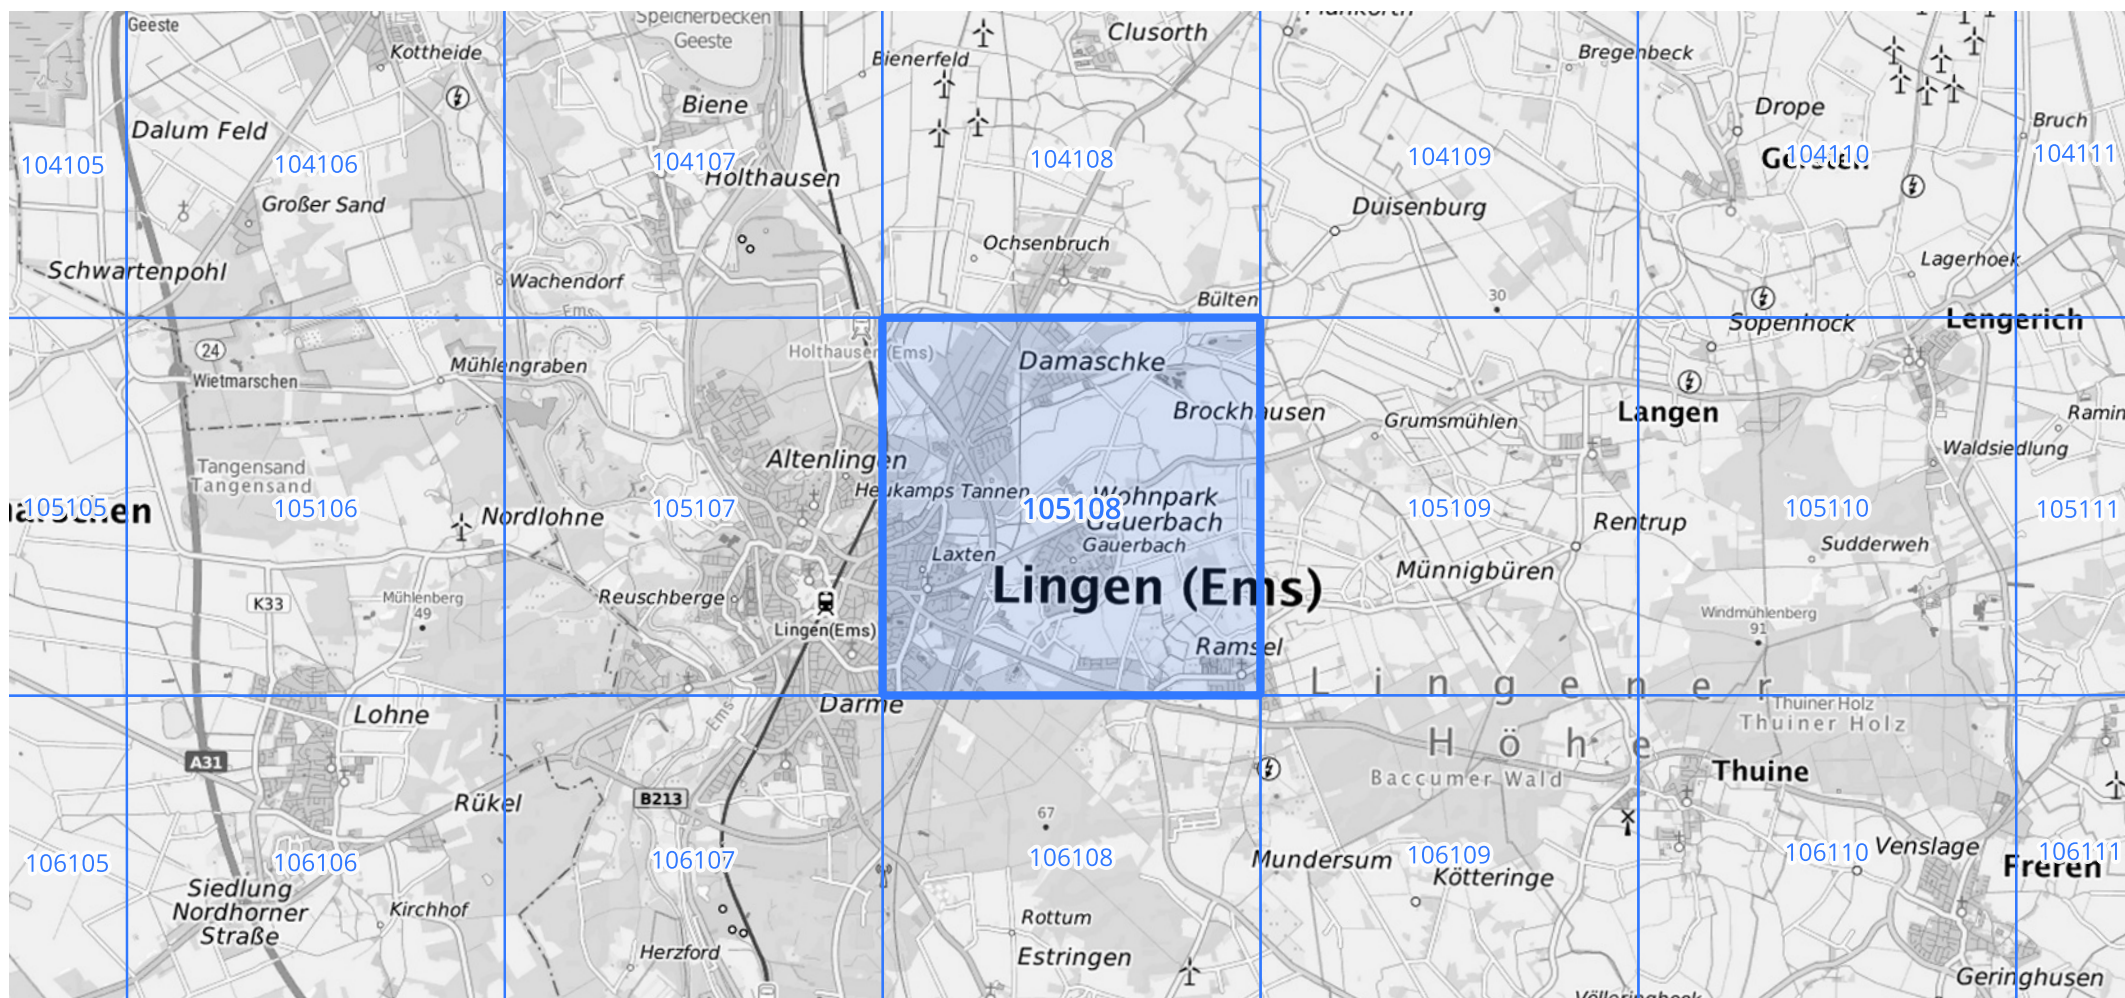 Geeste
Kottheide
Speicherbecken
Geeste
Bienerfeld
Clusorth
Bregenbeck
Dalum Feld
Biene
Drope
Bruch
104105
104106
104107
104108
104109
104110
104111
Gersten
Holthausen
Großer Sand
Duisenburg
Schwartenpohl
Wachendorf
Ems
Ochsenbruch
Lagerhoek
Bülten
30
Sopenhock
Lengerich
24
Wietmarschen
Mühlengraben
Holthausen (Ems)
Damaschke
Brockhausen
Grumsmühlen
Langen
Waldsiedlung
Tangensand
Tangensand
Altenlingen
Heukamps Tannen
Wohnpark
Gauerbach
Gauerbach
105105
105106
105107
105108
105109
105110
105111
Nordlohne
Rentrup
Laxten
Sudderweh
Münnigbüren
Lingen (Ems)
K33
Mühlenberg
49
Reuschberge
Lingen(Ems)
Windmühlenberg
91
Ramsel
Lingener
Höhe
Lohne
Ems
Darme
Thuiner Holz
Thuiner Holz
A31
Baccumer Wald
Thuine
Rükel
B213
67
106105
106106
106107
106108
106109
106110
106111
Mundersum
Kötteringe
Venslage
Freren
Siedlung
Nordhorner
Straße
Kirchhof
Herzford
Rottum
Estringen
Geringhusen